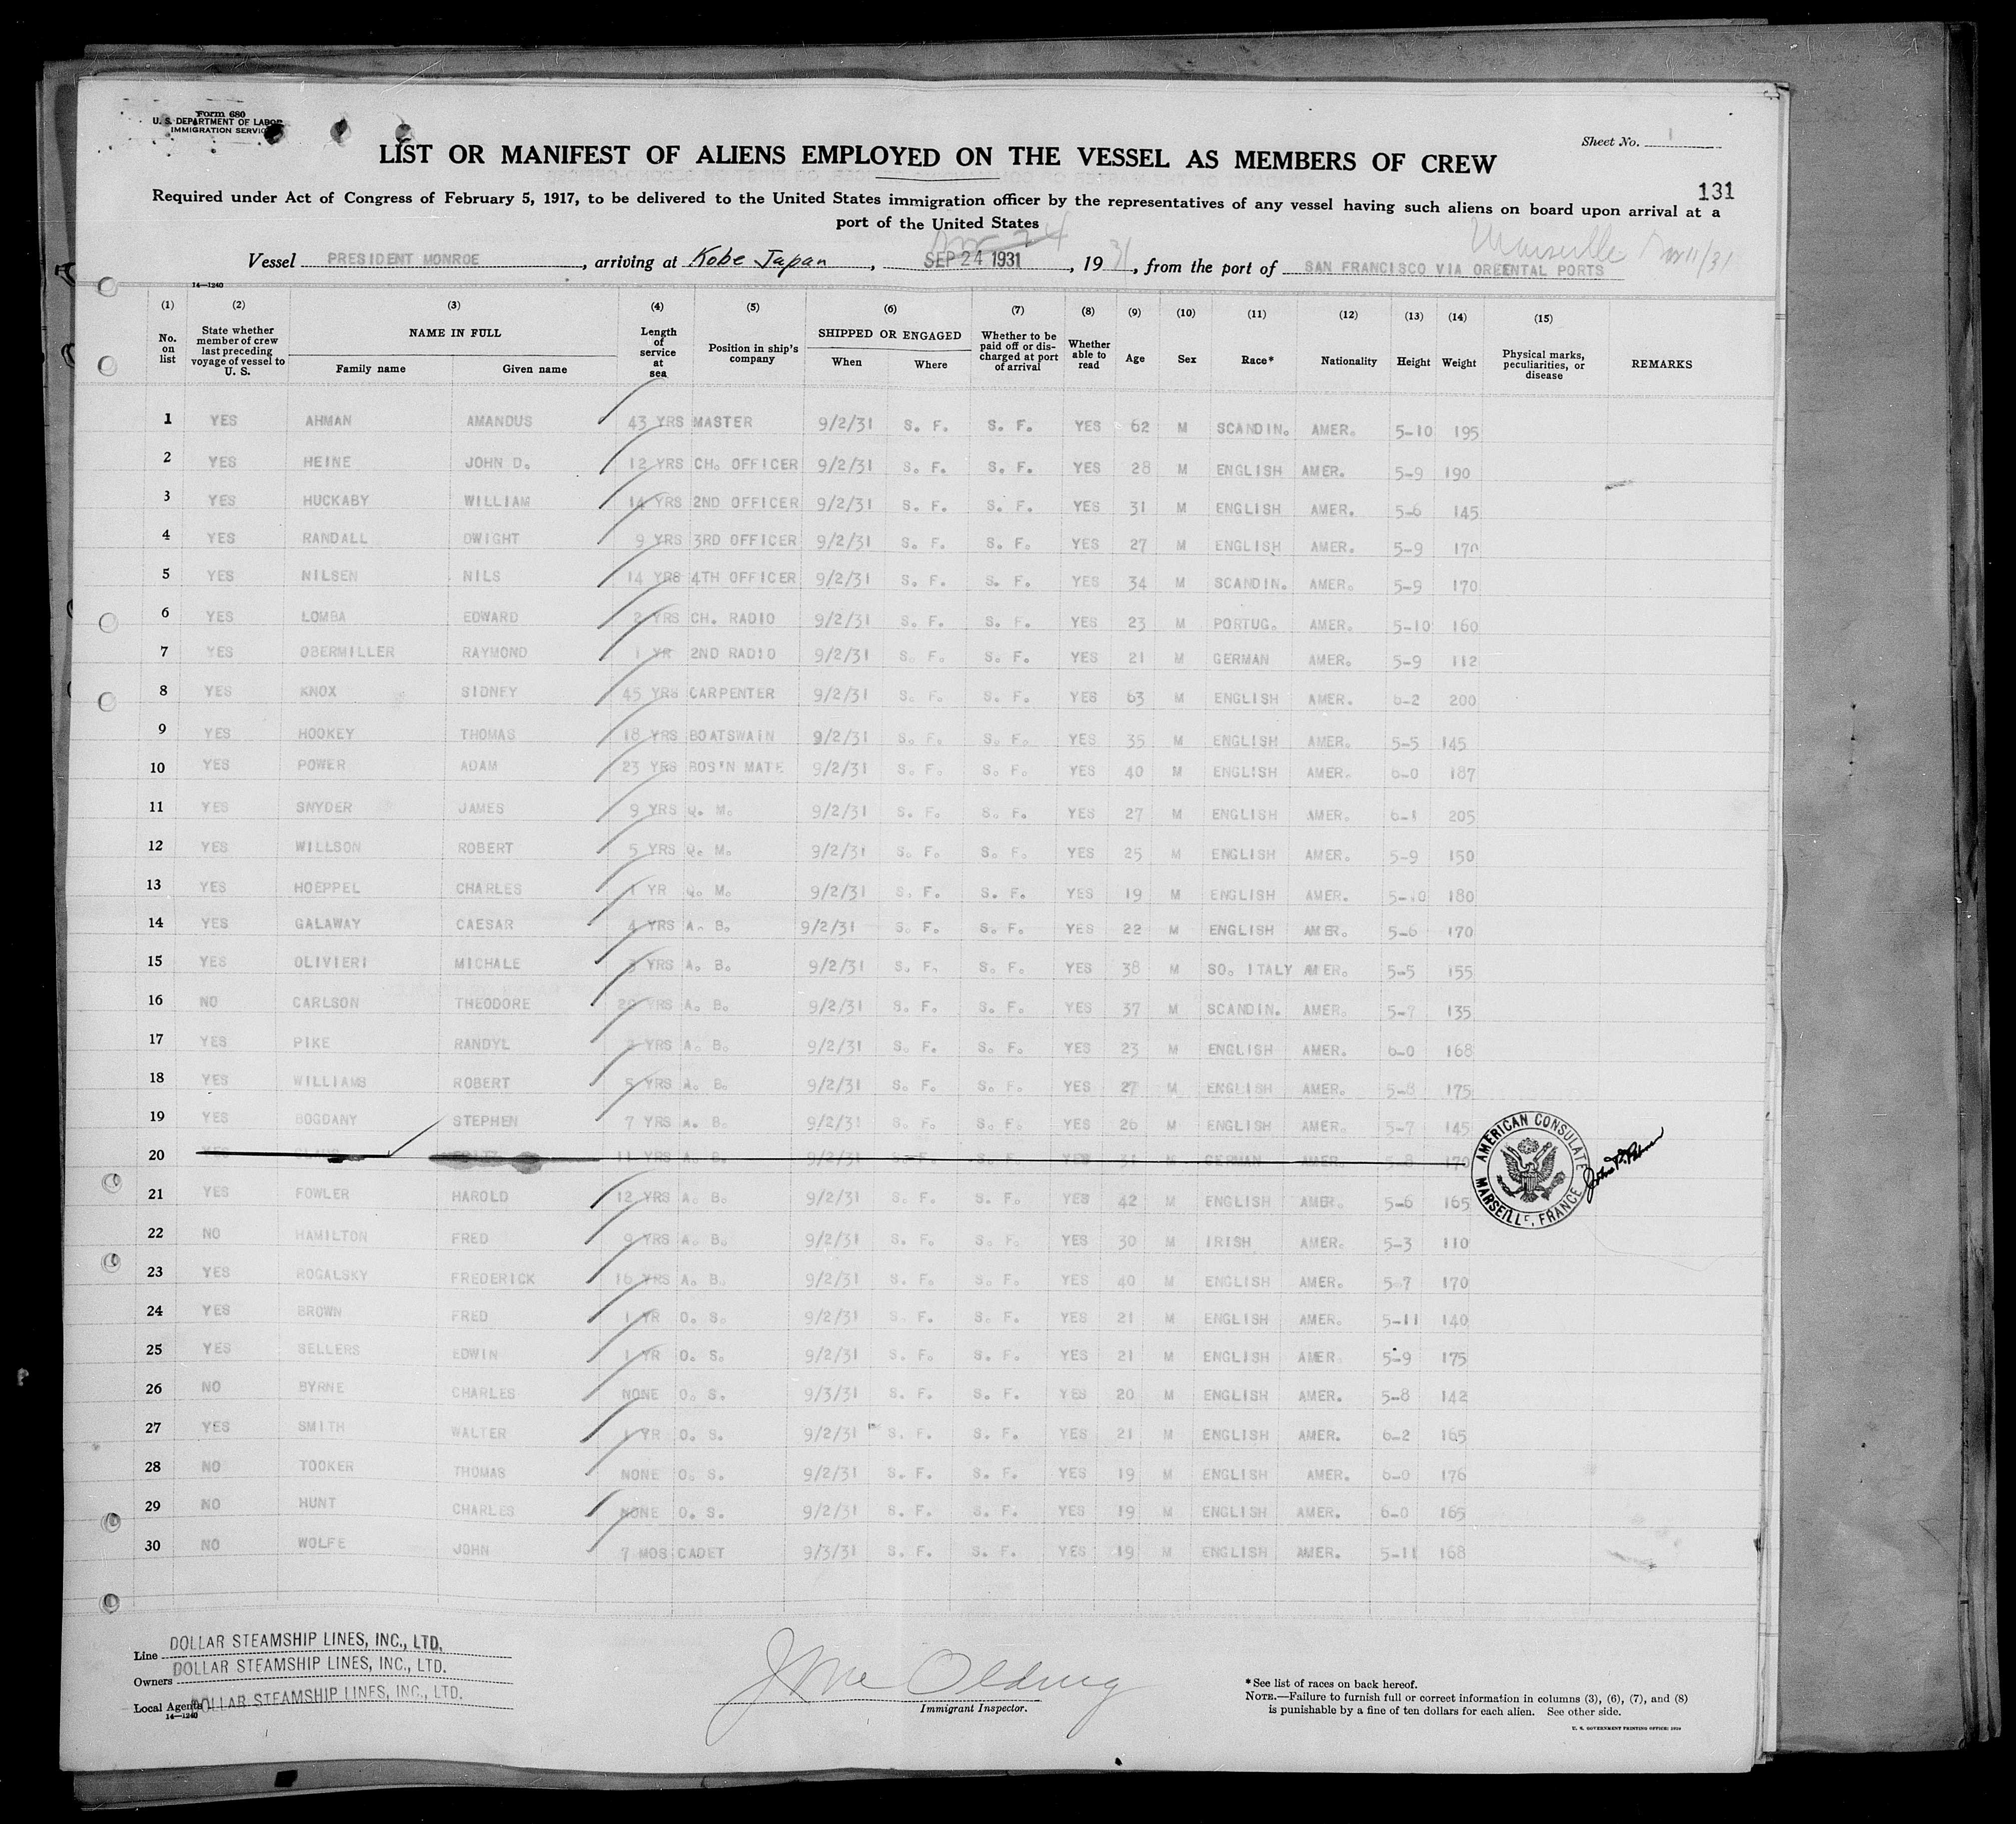 Form 680
U. S. DEPARTMENT OF LABOR
IMMIGRATION SERVICE
Sheet No. 1
LIST OR MANIFEST OF ALIENS EMPLOYED ON THE VESSEL AS MEMBERS OF CREW
131
Required under Act of Congress of February 5, 1917, to be delivered to the United States immigration officer by the representatives of any vessel having such aliens on board upon arrival at a
port of the United States
Marseille Nov 11/31
Vessel PRESIDENT MONROE, arriving at Kobe Japan, SEP 24 1931, 1931, from the port of SAN FRANCISCO VIA ORIENTAL PORTS
14—1240
(1) (2) (3) (4) (5) (6) (7) (8) (9) (10) (11) (12) (13) (14) (15)
No. on list State whether member of crew last preceding voyage of vessel to U. S. NAME IN FULL Family name Given name Length of service at sea Position in ship's company SHIPPED OR ENGAGED When Where Whether to be paid off or discharged at port of arrival Whether able to read Age Sex Race* Nationality Height Weight Physical marks, peculiarities, or disease REMARKS
1 YES AHMAN AMANDUS 43 YRS MASTER 9/2/31 S. F. S. F. YES 62 M SCANDIN. AMER. 5-10 195
2 YES HEINE JOHN D. 12 YRS CH. OFFICER 9/2/31 S. F. S. F. YES 28 M ENGLISH AMER. 5-9 190
3 YES HUCKABY WILLIAM 14 YRS 2ND OFFICER 9/2/31 S. F. S. F. YES 31 M ENGLISH AMER. 5-6 145
4 YES RANDALL DWIGHT 9 YRS 3RD OFFICER 9/2/31 S. F. S. F. YES 27 M ENGLISH AMER. 5-9 170
5 YES NILSEN NILS 14 YRS 4TH OFFICER 9/2/31 S. F. S. F. YES 34 M SCANDIN. AMER. 5-9 170
6 YES LOMBA EDWARD 2 YRS CH. RADIO 9/2/31 S. F. S. F. YES 23 M PORTUG. AMER. 5-10 160
7 YES OBERMILLER RAYMOND 1 YR 2ND RADIO 9/2/31 S. F. S. F. YES 21 M GERMAN AMER. 5-9 112
8 YES KNOX SIDNEY 45 YRS CARPENTER 9/2/31 S. F. S. F. YES 63 M ENGLISH AMER. 6-2 200
9 YES HOOKEY THOMAS 18 YRS BOATSWAIN 9/2/31 S. F. S. F. YES 35 M ENGLISH AMER. 5-5 145
10 YES POWER ADAM 23 YRS BOS'N MATE 9/2/31 S. F. S. F. YES 40 M ENGLISH AMER. 6-0 187
11 YES SNYDER JAMES 9 YRS Q. M. 9/2/31 S. F. S. F. YES 27 M ENGLISH AMER. 6-1 205
12 YES WILLSON ROBERT 5 YRS Q. M. 9/2/31 S. F. S. F. YES 25 M ENGLISH AMER. 5-9 150
13 YES HOEPPEL CHARLES 1 YR Q. M. 9/2/31 S. F. S. F. YES 19 M ENGLISH AMER. 5-10 180
14 YES GALAWAY CAESAR 4 YRS A. B. 9/2/31 S. F. S. F. YES 22 M ENGLISH AMER. 5-6 170
15 YES OLIVIERI MICHALE 3 YRS A. B. 9/2/31 S. F. S. F. YES 38 M SO. ITALY AMER. 5-5 155
16 NO CARLSON THEODORE 20 YRS A. B. 9/2/31 S. F. S. F. YES 37 M SCANDIN. AMER. 5-7 135
17 YES PIKE RANDYL YRS A. B. 9/2/31 S. F. S. F. YES 23 M ENGLISH AMER. 6-0 168
18 YES WILLIAMS ROBERT 5 YRS A. B. 9/2/31 S. F. S. F. YES 27 M ENGLISH AMER. 5-8 175
19 YES BOGDANY STEPHEN 7 YRS A. B. 9/2/31 S. F. S. F. YES 26 M ENGLISH AMER. 5-7 145
20 YES 11 YRS A. B. 9/2/31 S. F. S. F. YES 31 M GERMAN AMER. 5-8 170
AMERICAN CONSULATE
MARSEILLE, FRANCE
21 YES FOWLER HAROLD 12 YRS A. B. 9/2/31 S. F. S. F. YES 42 M ENGLISH AMER. 5-6 165
22 NO HAMILTON FRED 9 YRS A. B. 9/2/31 S. F. S. F. YES 30 M IRISH AMER. 5-3 110
23 YES ROGALSKY FREDERICK 16 YRS A. B. 9/2/31 S. F. S. F. YES 40 M ENGLISH AMER. 5-7 170
24 YES BROWN FRED 1 YR O. S. 9/2/31 S. F. S. F. YES 21 M ENGLISH AMER. 5-11 140
25 YES SELLERS EDWIN 1 YR O. S. 9/2/31 S. F. S. F. YES 21 M ENGLISH AMER. 5-9 175
26 NO BYRNE CHARLES NONE O. S. 9/3/31 S. F. S. F. YES 20 M ENGLISH AMER. 5-8 142
27 YES SMITH WALTER 1 YR O. S. 9/2/31 S. F. S. F. YES 21 M ENGLISH AMER. 6-2 165
28 NO TOOKER THOMAS NONE O. S. 9/2/31 S. F. S. F. YES 19 M ENGLISH AMER. 6-0 176
29 NO HUNT CHARLES NONE O. S. 9/2/31 S. F. S. F. YES 19 M ENGLISH AMER. 6-0 165
30 NO WOLFE JOHN 7 MOS CADET 9/3/31 S. F. S. F. YES 19 M ENGLISH AMER. 5-11 168
Line DOLLAR STEAMSHIP LINES, INC., LTD.
Owners DOLLAR STEAMSHIP LINES, INC., LTD.
Local Agents DOLLAR STEAMSHIP LINES, INC., LTD.
14—1240
Immigrant Inspector.
*See list of races on back hereof.
NOTE.—Failure to furnish full or correct information in columns (3), (6), (7), and (8)
is punishable by a fine of ten dollars for each alien. See other side.